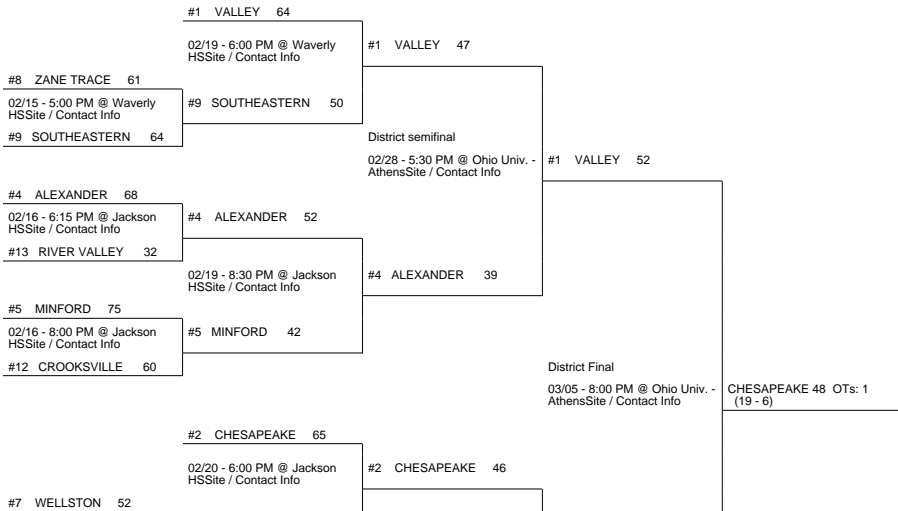 #1 VALLEY 64
02/19 - 6:00 PM @ Waverly
HSSite / Contact Info
#1 VALLEY 47
#8 ZANE TRACE 61
02/15 - 5:00 PM @ Waverly
HSSite / Contact Info
#9 SOUTHEASTERN 50
#9 SOUTHEASTERN 64
District semifinal
02/28 - 5:30 PM @ Ohio Univ. -
AthensSite / Contact Info
#1 VALLEY 52
#4 ALEXANDER 68
02/16 - 6:15 PM @ Jackson
HSSite / Contact Info
#4 ALEXANDER 52
#13 RIVER VALLEY 32
02/19 - 8:30 PM @ Jackson
HSSite / Contact Info
#4 ALEXANDER 39
#5 MINFORD 75
02/16 - 8:00 PM @ Jackson
HSSite / Contact Info
#5 MINFORD 42
#12 CROOKSVILLE 60
District Final
03/05 - 8:00 PM @ Ohio Univ. -
AthensSite / Contact Info
CHESAPEAKE 48 OTs: 1
(19 - 6)
#2 CHESAPEAKE 65
02/20 - 6:00 PM @ Jackson
HSSite / Contact Info
#2 CHESAPEAKE 46
#7 WELLSTON 52